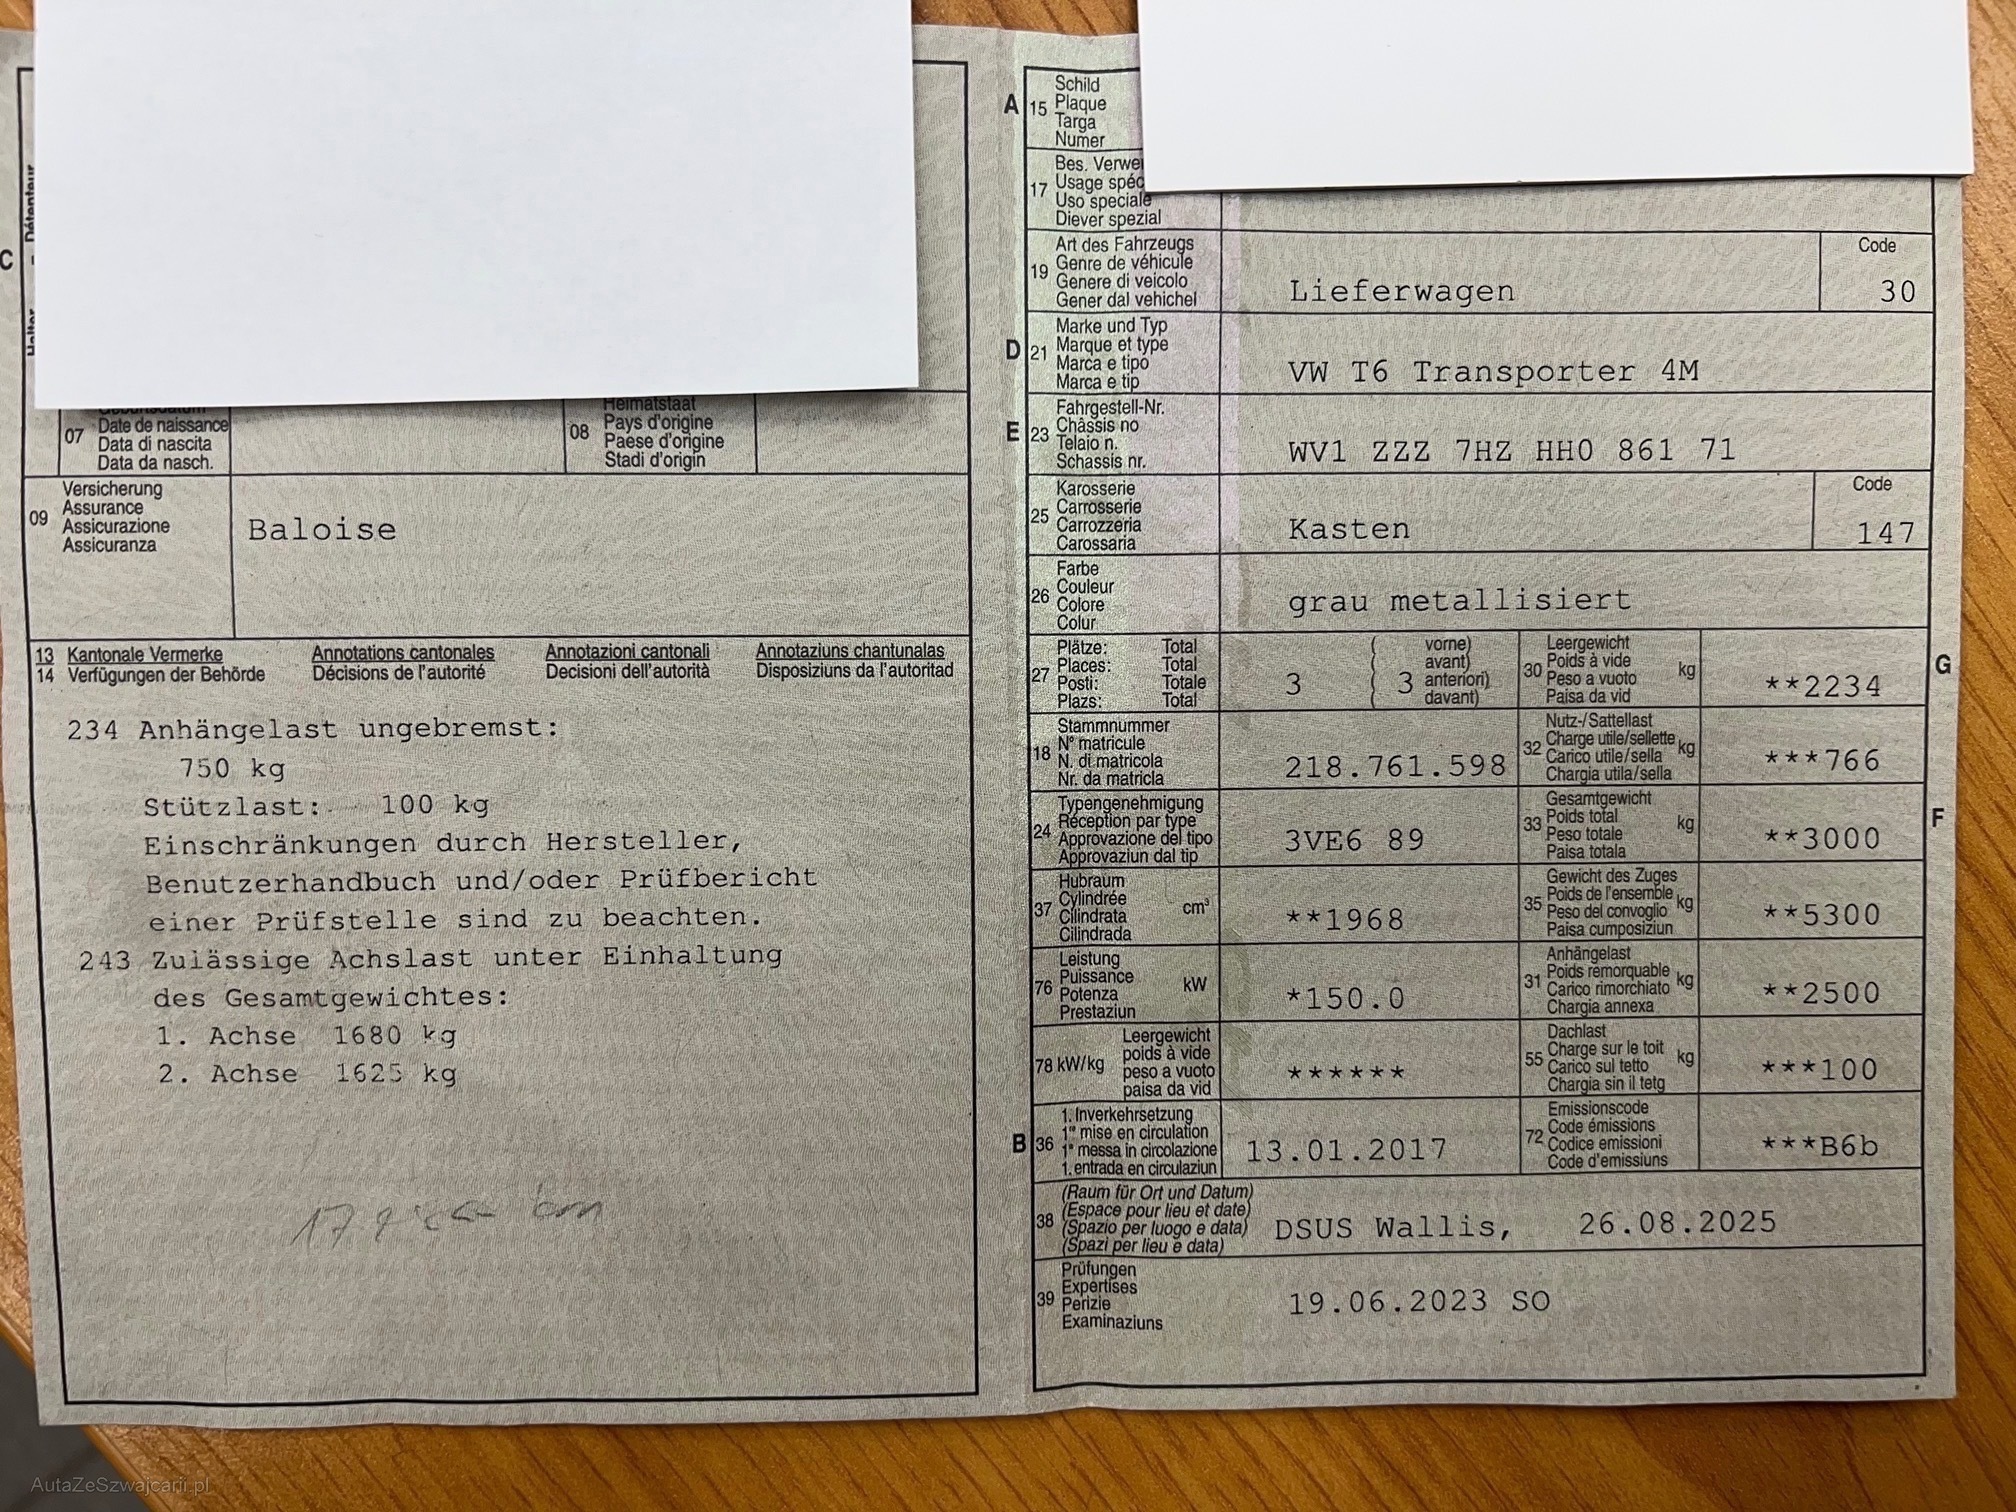 C
Détenteur
07
Date de naissance
Data di nascita
Data da nasch.
08
Heimatstaat
Pays d'origine
Paese d'origine
Stadi d'origin
09
Versicherung
Assurance
Assicurazione
Assicuranza
Baloise
13 Kantonale Vermerke Annotations cantonales Annotazioni cantonali Annotaziuns chantunalas
14 Verfügungen der Behörde Décisions de l'autorité Decisioni dell'autorità Disposiziuns da l'autoritad
234 Anhängelast ungebremst:
750 kg
Stützlast: 100 kg
Einschränkungen durch Hersteller,
Benutzerhandbuch und/oder Prüfbericht
einer Prüfstelle sind zu beachten.
243 Zuiässige Achslast unter Einhaltung
des Gesamtgewichtes:
1. Achse 1680 kg
2. Achse 1625 kg
A
15
Schild
Plaque
Targa
Numer
17
Bes.
Usage
Uso speciale
Diever spezial
19
Art des Fahrzeugs
Genre de véhicule
Genere di veicolo
Gener dal vehichel
Lieferwagen
Code
30
D
21
Marke und Typ
Marque et type
Marca e tipo
Marca e tip
VW T6 Transporter 4M
E
23
Fahrgestell-Nr.
Châssis no
Telaio n.
Schassis nr.
WV1 ZZZ 7HZ HH0 861 71
25
Karosserie
Carrosserie
Carrozzeria
Carossaria
Kasten
Code
147
26
Farbe
Couleur
Colore
Colur
grau metallisiert
27
Plätze: Total
Places: Total
Posti: Totale
Plazs: Total
3
3
vorne)
avant)
anteriori)
davant)
30
Leergewicht
Poids à vide
Peso a vuoto
Paisa da vid
kg
**2234
G
18
Stammnummer
N° matricule
N. di matricola
Nr. da matricla
218.761.598
32
Nutz-/Sattellast
Charge utile/sellette
Carico utile/sella
Chargia utila/sella
kg
***766
24
Typengenehmigung
Réception par type
Approvazione del tipo
Approvaziun dal tip
3VE6 89
33
Gesamtgewicht
Poids total
Peso totale
Paisa totala
kg
**3000
F
37
Hubraum
Cylindrée
Cilindrata
Cilindrada
cm³
**1968
35
Gewicht des Zuges
Poids de l'ensemble
Peso del convoglio
Paisa cumposiziun
kg
**5300
76
Leistung
Puissance
Potenza
Prestaziun
kW
*150.0
31
Anhängelast
Poids remorquable
Carico rimorchiato
Chargia annexa
kg
**2500
78 kW/kg
Leergewicht
poids à vide
peso a vuoto
paisa da vid
******
55
Dachlast
Charge sur le toit
Carico sul tetto
Chargia sin il tetg
kg
***100
B
36
1. Inverkehrsetzung
1re mise en circulation
1a messa in circolazione
1. entrada en circulaziun
13.01.2017
72
Emissionscode
Code émissions
Codice emissioni
Code d'emissiuns
***B6b
38
(Raum für Ort und Datum)
(Espace pour lieu et date)
(Spazio per luogo e data)
(Spazi per lieu e data)
DSUS Wallis, 26.08.2025
39
Prüfungen
Expertises
Perizie
Examinaziuns
19.06.2023 SO
AutaZeSzwajcarii.pl